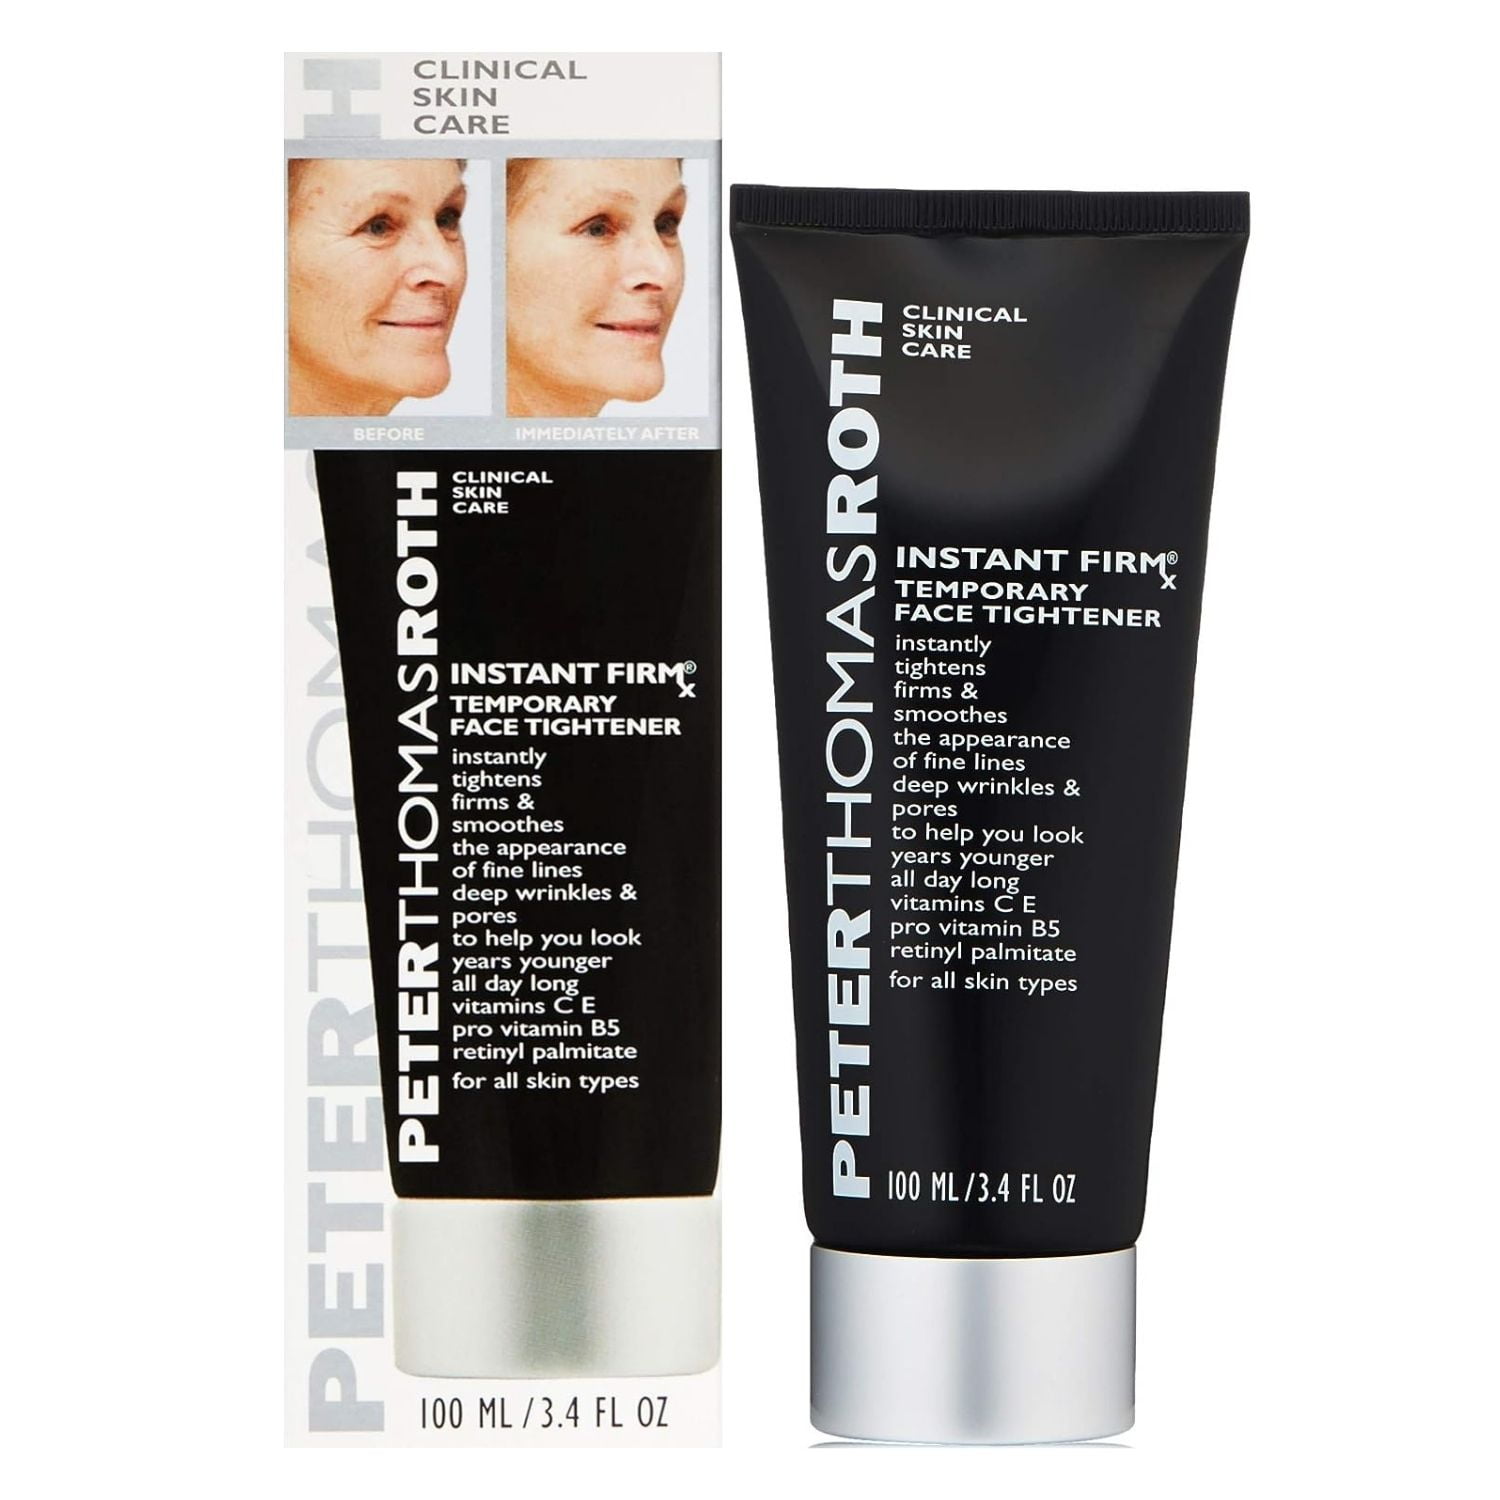 CLINICAL
SKIN
CARE
BEFORE
IMMEDIATELY AFTER
PETERTHOMASROTH
PETERTHOMASROTH
CLINICAL
SKIN
CARE
INSTANT FIRMx®
TEMPORARY
FACE TIGHTENER
instantly
tightens
firms &
smoothes
the appearance
of fine lines
deep wrinkles &
pores
to help you look
years younger
all day long
vitamins C E
pro vitamin B5
retinyl palmitate
for all skin types
100 ML / 3.4 FL OZ
PETERTHOMASROTH
CLINICAL
SKIN
CARE
INSTANT FIRMx®
TEMPORARY
FACE TIGHTENER
instantly
tightens
firms &
smoothes
the appearance
of fine lines
deep wrinkles &
pores
to help you look
years younger
all day long
vitamins C E
pro vitamin B5
retinyl palmitate
for all skin types
100 ML / 3.4 FL OZ